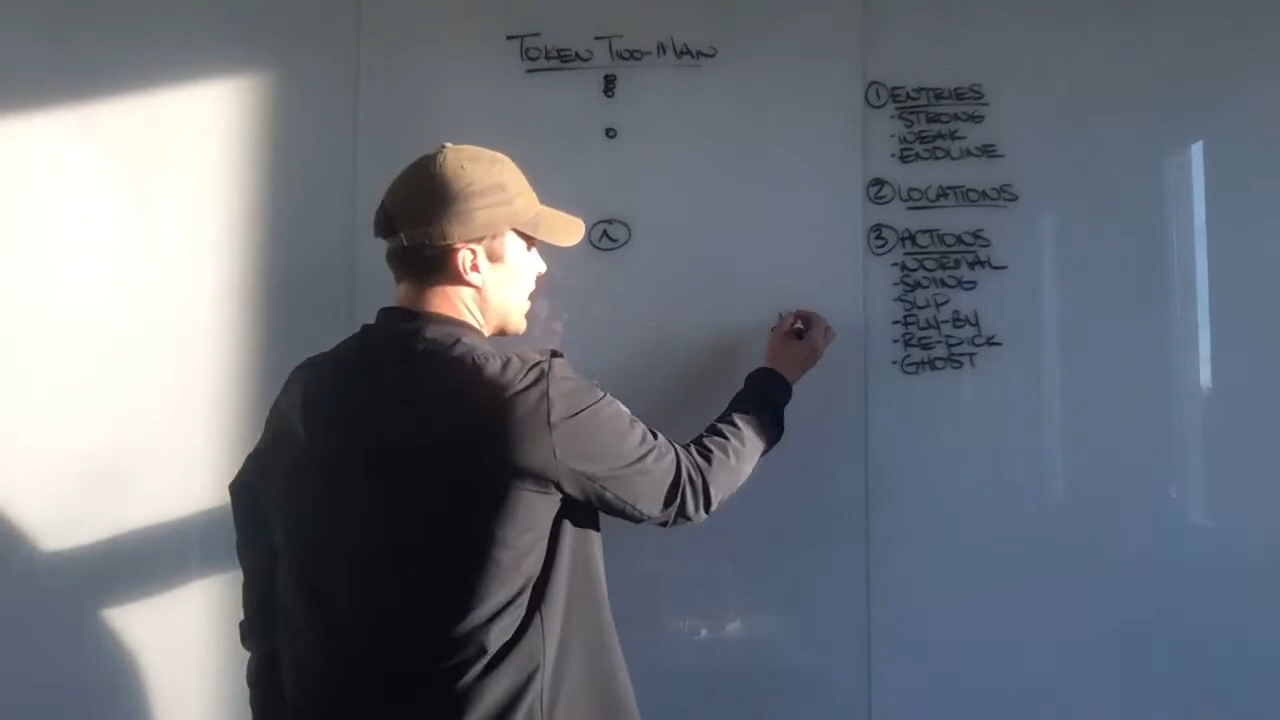 TOKEN TWO-MAN
① ENTRIES
·STRONG
·WEAK
·ENDLINE
② LOCATIONS
③ ACTIONS
-NORMAL
-SWING
-SLIP
-FLY-BY
-RE-PICK
-GHOST